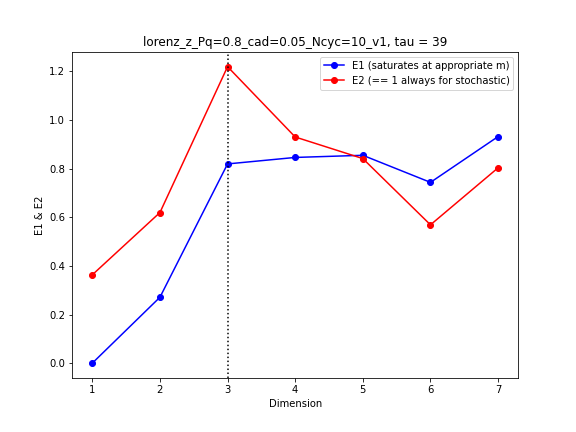 lorenz_z_Pq=0.8_cad=0.05_Ncyc=10_v1, tau = 39
E1 (saturates at appropriate m)
E2 (== 1 always for stochastic)
1.2
1.0
0.8
0.6
0.4
0.2
0.0
E1 & E2
1 2 3 4 5 6 7
Dimension